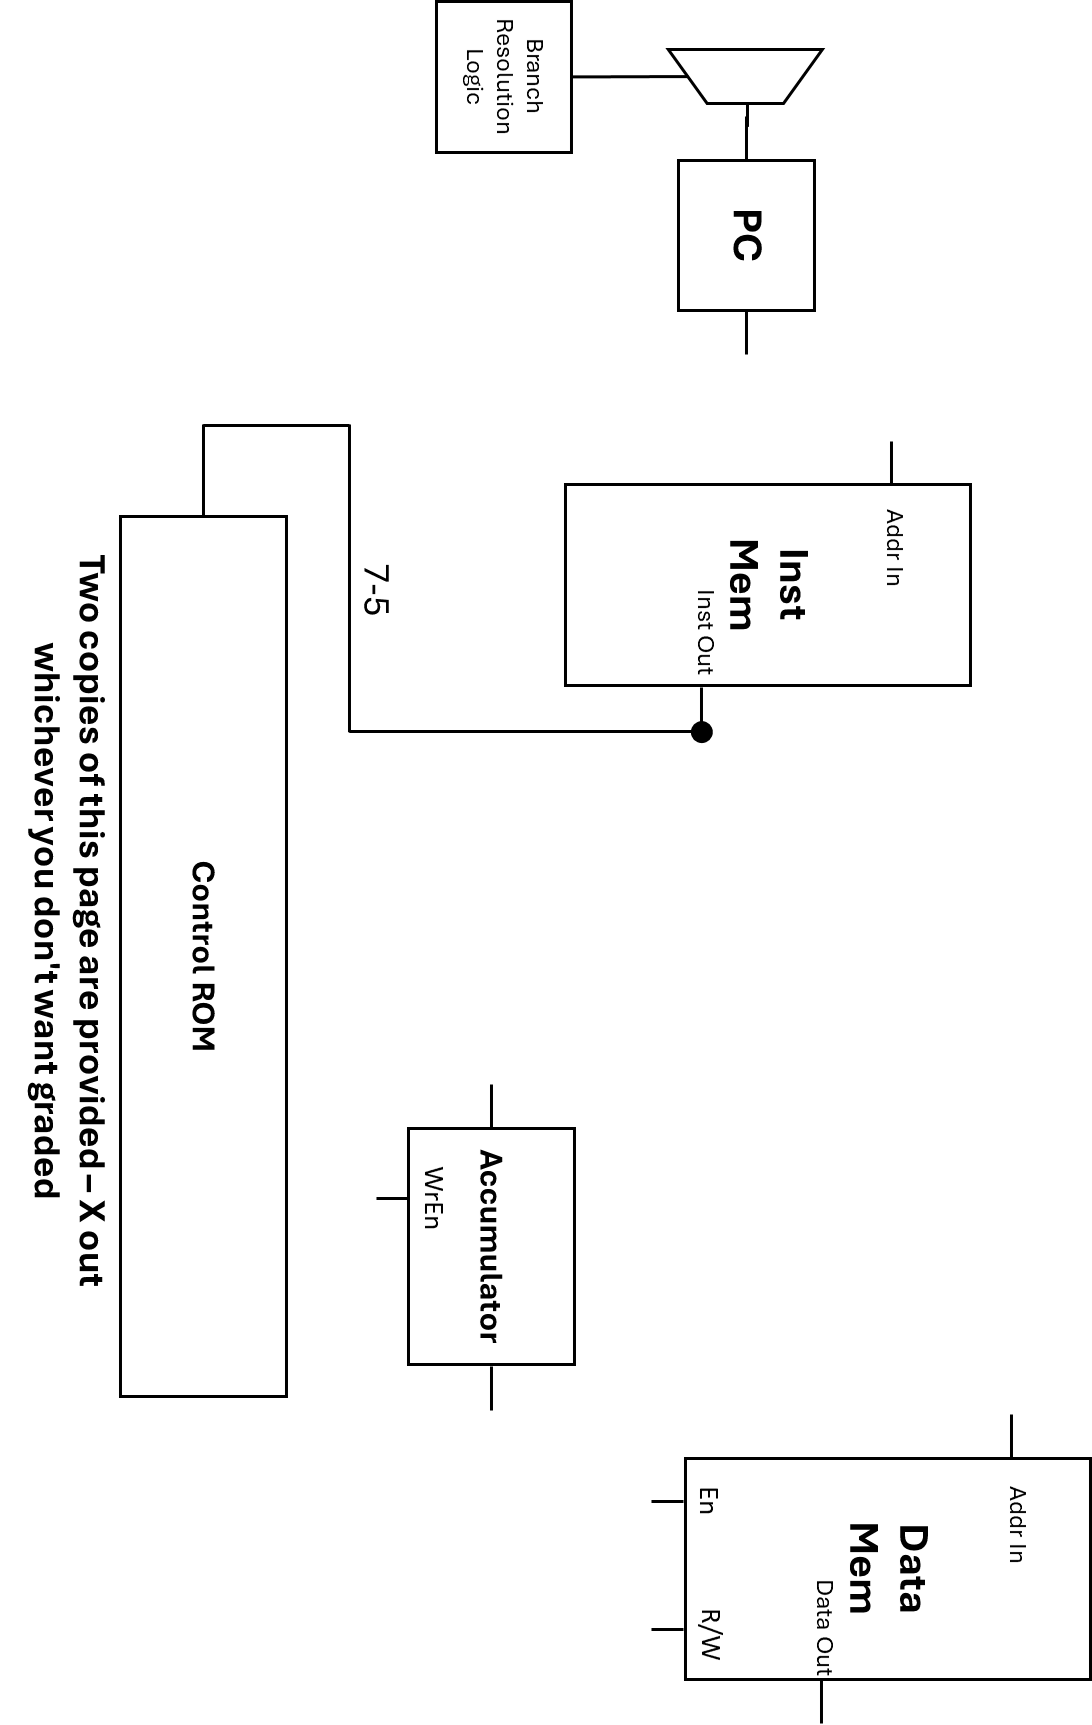 Branch
Resolution
Logic
PC
Addr In
Inst
Mem
Inst Out
7-5
Control ROM
Accumulator
WrEn
Addr In
Data
Mem
Data Out
En
R/W
Two copies of this page are provided – X out
whichever you don't want graded